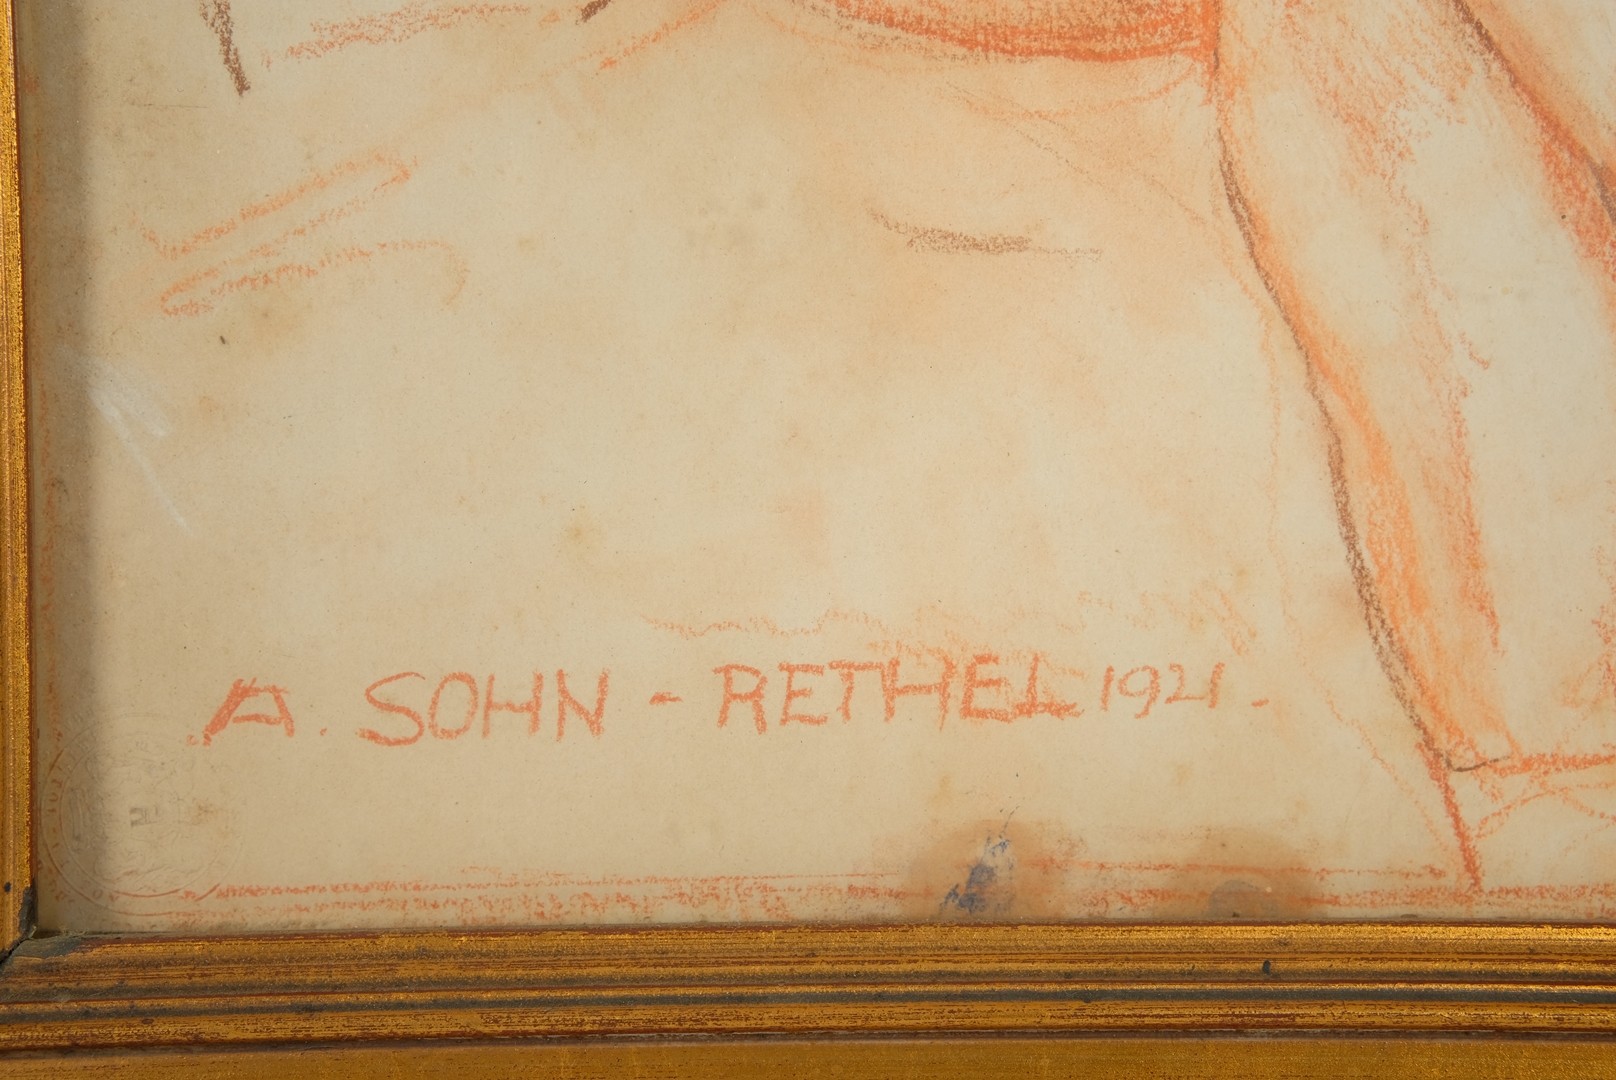 A. SOHN - RETHEL 1921.